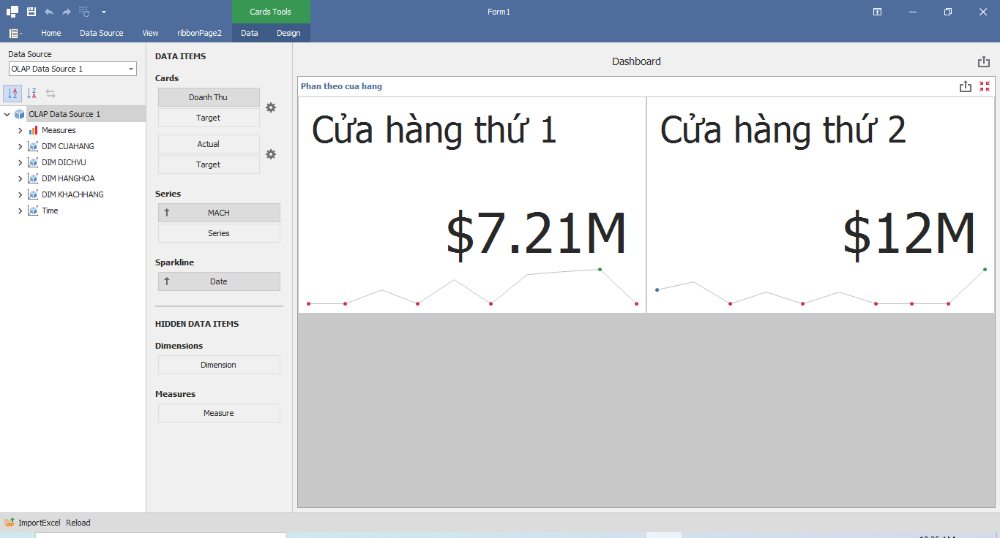 Cards Tools
Form1
Home Data Source View ribbonPage2 Data Design
Data Source
OLAP Data Source 1
OLAP Data Source 1
Measures
DIM CUAHANG
DIM DICHVU
DIM HANGHOA
DIM KHACHHANG
Time
DATA ITEMS
Cards
Doanh Thu
Target
Actual
Target
Series
MACH
Series
Sparkline
Date
HIDDEN DATA ITEMS
Dimensions
Dimension
Measures
Measure
Dashboard
Phan theo cua hang
Cửa hàng thứ 1
$7.21M
Cửa hàng thứ 2
$12M
ImportExcel Reload